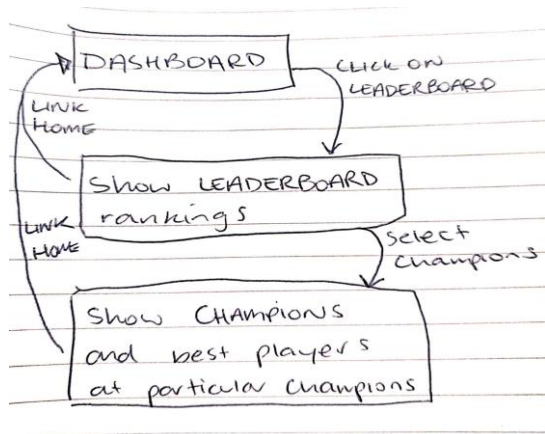 DASHBOARD
CLICK ON
LEADERBOARD
LINK
HOME
Show LEADERBOARD
rankings
LINK
HOME
Select
Champions
Show CHAMPIONS
and best players
at particular Champions